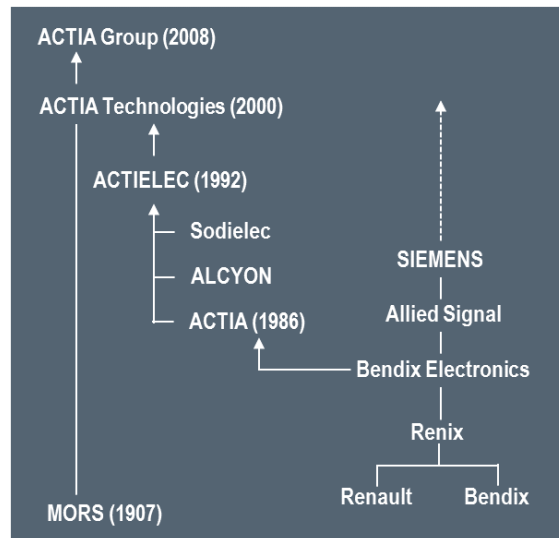 ACTIA Group (2008)
ACTIA Technologies (2000)
ACTIELEC (1992)
Sodielec
SIEMENS
ALCYON
Allied Signal
ACTIA (1986)
Bendix Electronics
Renix
Renault
Bendix
MORS (1907)